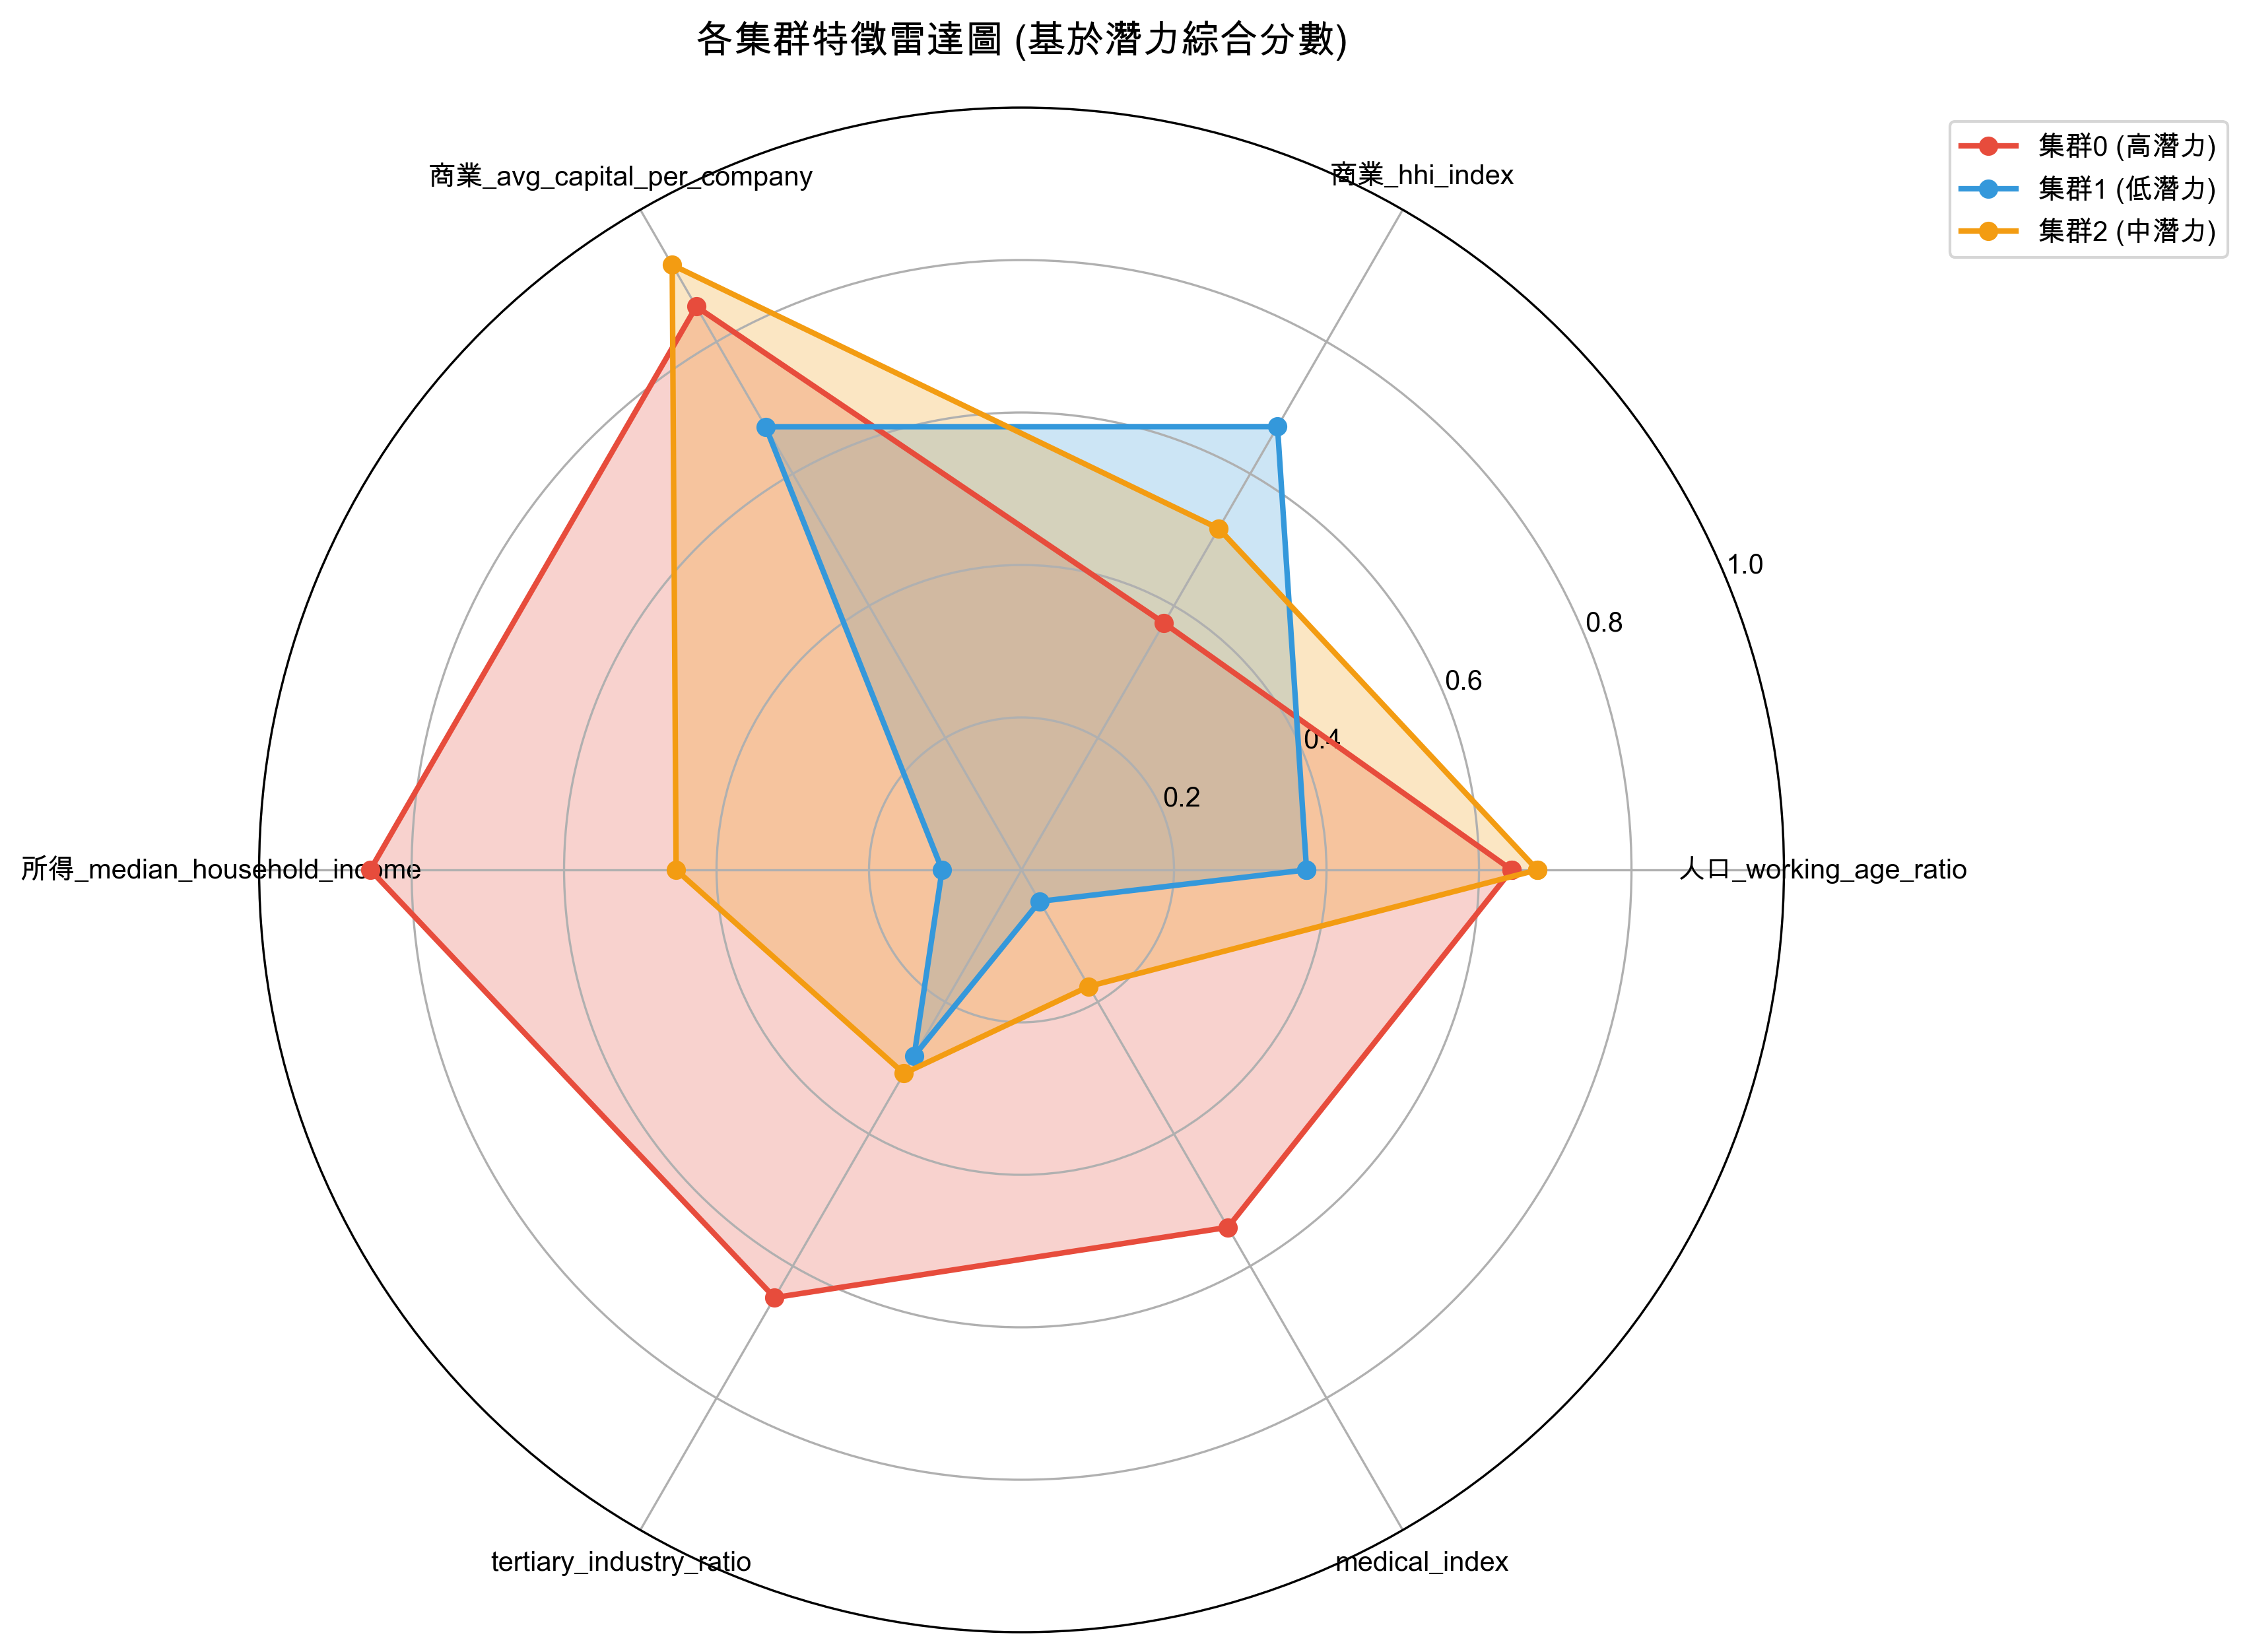 各集群特徵雷達圖 (基於潛力綜合分數)
商業_avg_capital_per_company
商業_hhi_index
集群0 (高潛力)
集群1 (低潛力)
集群2 (中潛力)
1.0
0.8
0.6
0.4
0.2
所得_median_household_income
人口_working_age_ratio
tertiary_industry_ratio
medical_index